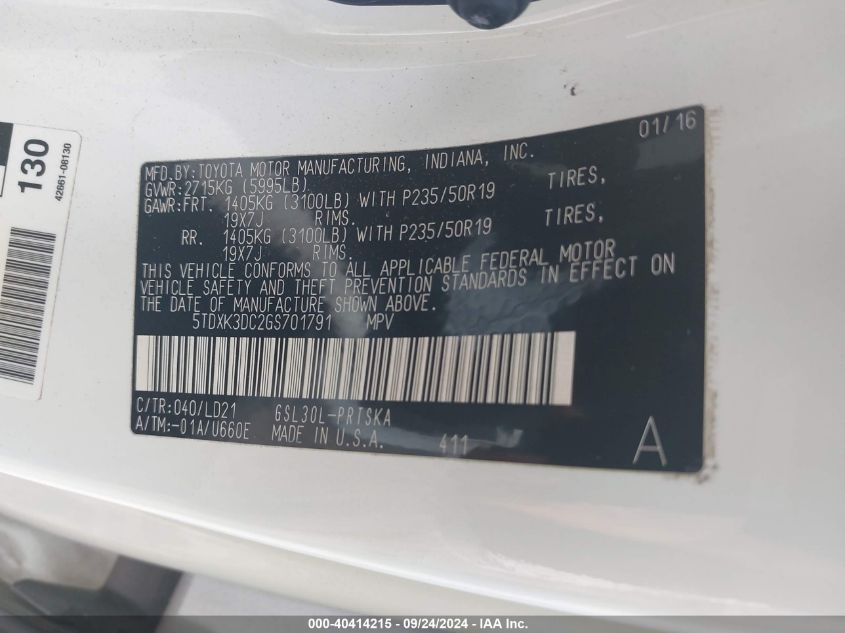 130
42661-08130
01/16
MFD.BY:TOYOTA MOTOR MANUFACTURING, INDIANA, INC.
GVWR:2715KG (5995LB)
GAWR:FRT. 1405KG (3100LB) WITH P235/50R19 TIRES,
19X7J RIMS.
RR. 1405KG (3100LB) WITH P235/50R19 TIRES,
19X7J RIMS.
THIS VEHICLE CONFORMS TO ALL APPLICABLE FEDERAL MOTOR
VEHICLE SAFETY AND THEFT PREVENTION STANDARDS IN EFFECT ON
THE DATE OF MANUFACTURE SHOWN ABOVE.
5TDXK3DC2GS701791 MPV
C/TR:040/LD21 GSL30L-PRTSKA
A/TM:-01A/U660E MADE IN U.S.A. 411
A
000-40414215 - 09/24/2024 - IAA Inc.